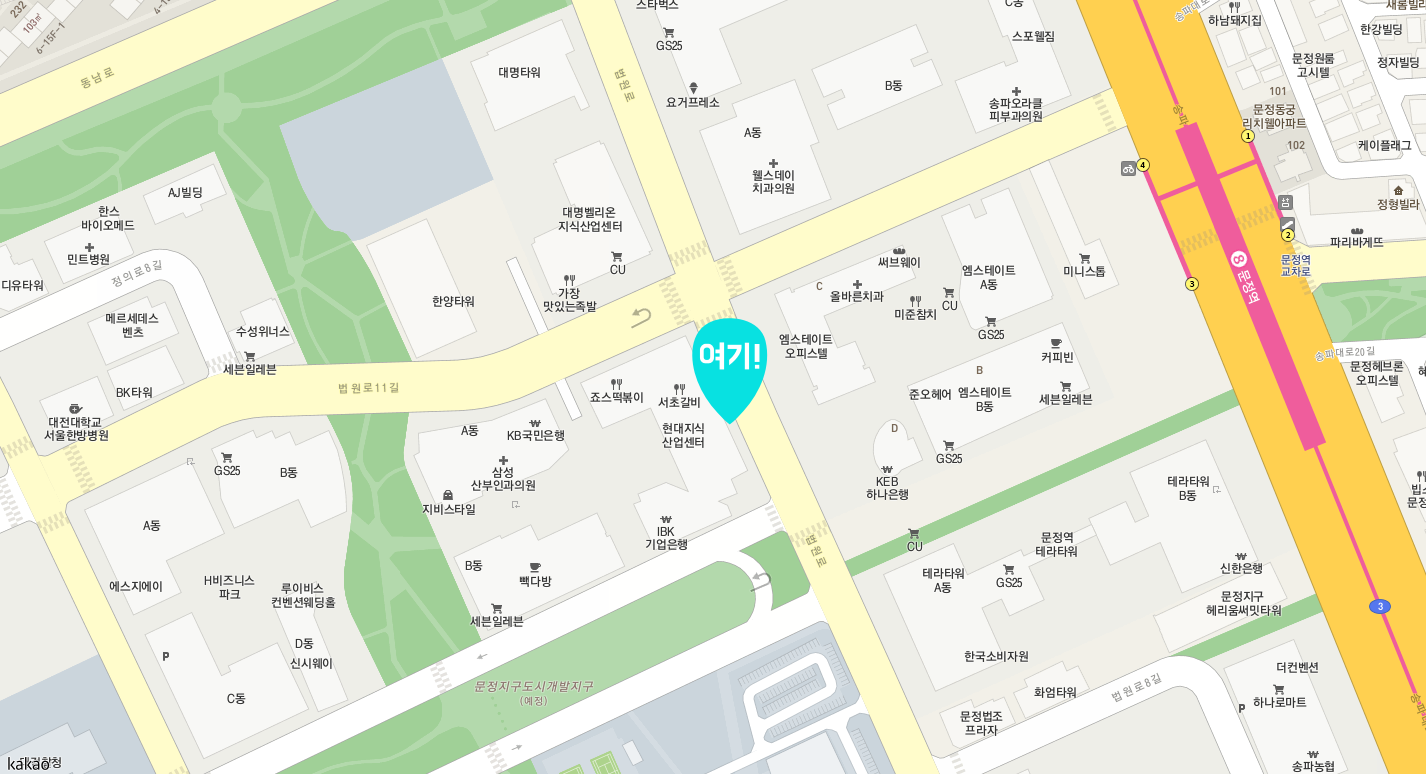 스타벅스
C동
송파대로
하남돼지집
새롬빌라
232
103㎡
6-15F-1
GS25
스포웰짐
한강빌딩
동남로
대명타워
법원로
문정원룸
고시텔
정자빌딩
요거프레소
B동
송파오라클
피부과의원
101
문정동궁
리치웰아파트
102
A동
송파
1
케이플래그
웰스데이
치과의원
4
AJ빌딩
한스
바이오메드
대명벨리온
지식산업센터
정형빌라
민트병원
2
파리바게뜨
CU
써브웨이
엠스테이트
A동
미니스톱
문정역
교차로
8 문정역
정의로8길
디유타워
한양타워
가장
맛있는족발
C
올바른치과
CU
3
미준참치
메르세데스
벤츠
수성위너스
GS25
여기!
엠스테이트
오피스텔
커피빈
송파대로20길
세븐일레븐
B
문정헤브론
오피스텔
BK타워
법원로11길
죠스떡볶이
서초갈비
준오헤어
엠스테이트
B동
세븐일레븐
대전대학교
서울한방병원
A동
KB국민은행
현대지식
산업센터
D
GS25
B동
삼성
산부인과의원
GS25
KEB
하나은행
테라타워
B동
지비스타일
A동
IBK
기업은행
CU
문정역
테라타워
법원로
B동
빽다방
테라타워
A동
GS25
신한은행
에스지에이
H비즈니스
파크
루이비스
컨벤션웨딩홀
문정지구
헤리움써밋타워
3
세븐일레븐
D동
신시웨이
P
한국소비자원
더컨벤션
문정지구도시개발지구
(예정)
C동
화엄타워
법원로8길
하나로마트
P
문정법조
프라자
kakao
송파농협